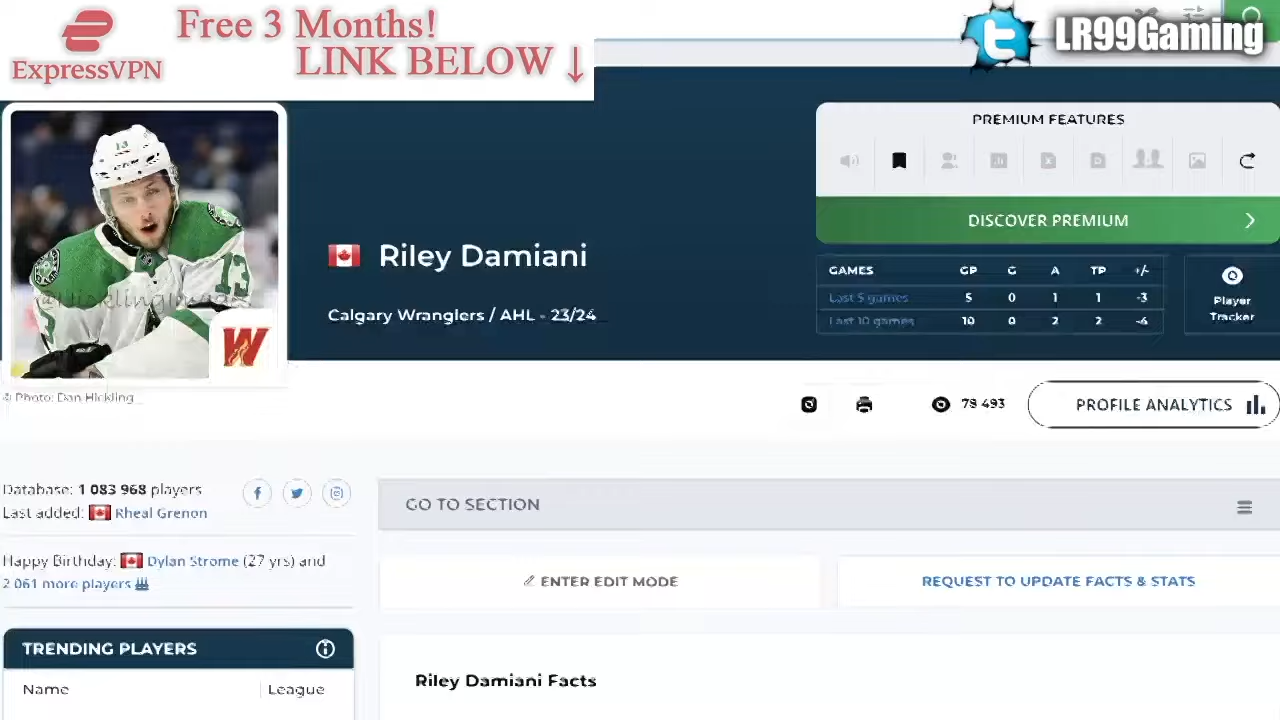 ExpressVPN
Free 3 Months!
LINK BELOW ↓
LR99Gaming
PREMIUM FEATURES
DISCOVER PREMIUM
Riley Damiani
Calgary Wranglers / AHL - 23/24
GAMES GP G A TP +/-
Last 5 games 5 0 1 1 -3
Last 10 games 10 0 2 2 -6
Player
Tracker
13
13
W
© Photo: Dan Hickling
78 493
PROFILE ANALYTICS
Database: 1 083 968 players
Last added: Rheal Grenon
Happy Birthday: Dylan Strome (27 yrs) and
2 061 more players
GO TO SECTION
ENTER EDIT MODE
REQUEST TO UPDATE FACTS & STATS
TRENDING PLAYERS
Name League
Riley Damiani Facts